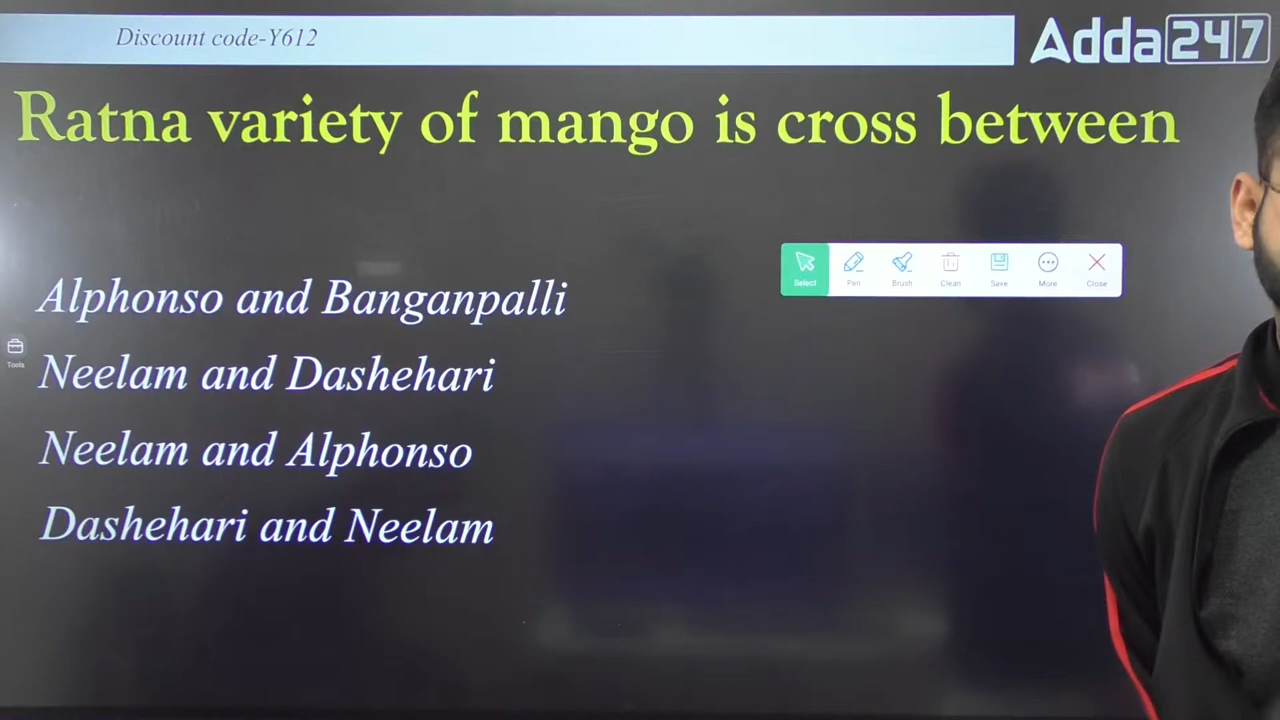 Discount code-Y612
Adda247
Ratna variety of mango is cross between
Select
Pen
Brush
Clean
Save
More
Close
Alphonso and Banganpalli
Tools
Neelam and Dashehari
Neelam and Alphonso
Dashehari and Neelam